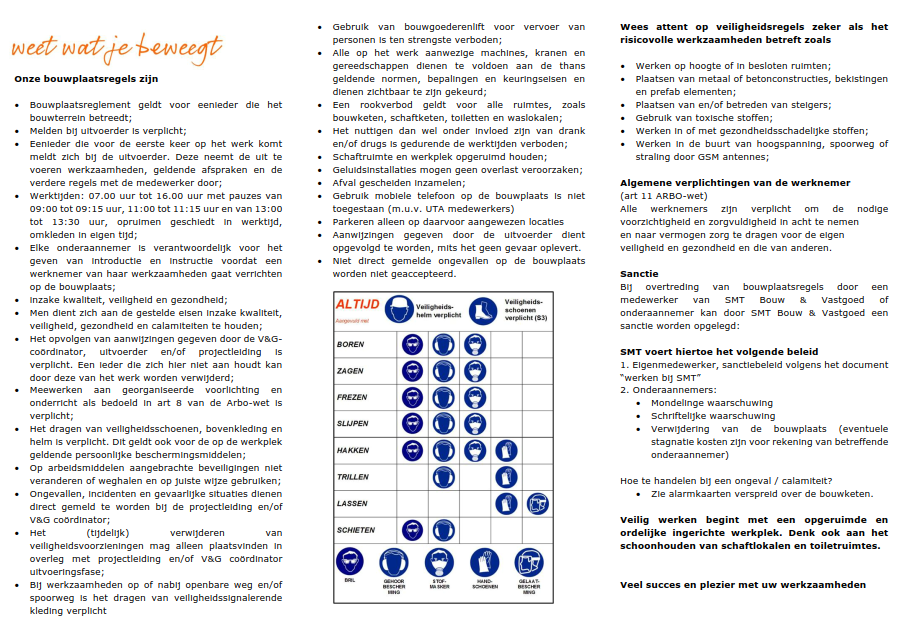 weet wat je beweegt
Onze bouwplaatsregels zijn
• Bouwplaatsreglement geldt voor eenieder die het
bouwterrein betreedt;
• Melden bij uitvoerder is verplicht;
• Eenieder die voor de eerste keer op het werk komt
meldt zich bij de uitvoerder. Deze neemt de uit te
voeren werkzaamheden, geldende afspraken en de
verdere regels met de medewerker door;
• Werktijden: 07.00 uur tot 16.00 uur met pauzes van
09:00 tot 09:15 uur, 11:00 tot 11:15 uur en van 13:00
tot 13:30 uur, opruimen geschiedt in werktijd,
omkleden in eigen tijd;
• Elke onderaannemer is verantwoordelijk voor het
geven van introductie en instructie voordat een
werknemer van haar werkzaamheden gaat verrichten
op de bouwplaats;
• Inzake kwaliteit, veiligheid en gezondheid;
• Men dient zich aan de gestelde eisen inzake kwaliteit,
veiligheid, gezondheid en calamiteiten te houden;
• Het opvolgen van aanwijzingen gegeven door de V&G-
coördinator, uitvoerder en/of projectleiding is
verplicht. Een ieder die zich hier niet aan houdt kan
door deze van het werk worden verwijderd;
• Meewerken aan georganiseerde voorlichting en
onderricht als bedoeld in art 8 van de Arbo-wet is
verplicht;
• Het dragen van veiligheidsschoenen, bovenkleding en
helm is verplicht. Dit geldt ook voor de op de werkplek
geldende persoonlijke beschermingsmiddelen;
• Op arbeidsmiddelen aangebrachte beveiligingen niet
veranderen of weghalen en op juiste wijze gebruiken;
• Ongevallen, incidenten en gevaarlijke situaties dienen
direct gemeld te worden bij de projectleiding en/of
V&G coördinator;
• Het (tijdelijk) verwijderen van
veiligheidsvoorzieningen mag alleen plaatsvinden in
overleg met projectleiding en/of V&G coördinator
uitvoeringsfase;
• Bij werkzaamheden op of nabij openbare weg en/of
spoorweg is het dragen van veiligheidssignalerende
kleding verplicht
• Gebruik van bouwgoederenlift voor vervoer van
personen is ten strengste verboden;
• Alle op het werk aanwezige machines, kranen en
gereedschappen dienen te voldoen aan de thans
geldende normen, bepalingen en keuringseisen en
dienen zichtbaar te zijn gekeurd;
• Een rookverbod geldt voor alle ruimtes, zoals
bouwketen, schaftketen, toiletten en waslokalen;
• Het nuttigen dan wel onder invloed zijn van drank
en/of drugs is gedurende de werktijden verboden;
• Schaftruimte en werkplek opgeruimd houden;
• Geluidsinstallaties mogen geen overlast veroorzaken;
• Afval gescheiden inzamelen;
• Gebruik mobiele telefoon op de bouwplaats is niet
toegestaan (m.u.v. UTA medewerkers)
• Parkeren alleen op daarvoor aangewezen locaties
• Aanwijzingen gegeven door de uitvoerder dient
opgevolgd te worden, mits het geen gevaar oplevert.
• Niet direct gemelde ongevallen op de bouwplaats
worden niet geaccepteerd.
ALTIJD
Aangevuld met
Veiligheids-
helm verplicht
Veiligheids-
schoenen
verplicht (S3)
BOREN
ZAGEN
FREZEN
SLIJPEN
HAKKEN
TRILLEN
LASSEN
SCHIETEN
BRIL
GEHOOR
BESCHER
MING
STOF-
MASKER
HAND-
SCHOENEN
GELAAT-
BESCHER
MING
Wees attent op veiligheidsregels zeker als het
risicovolle werkzaamheden betreft zoals
• Werken op hoogte of in besloten ruimten;
• Plaatsen van metaal of betonconstructies, bekistingen
en prefab elementen;
• Plaatsen van en/of betreden van steigers;
• Gebruik van toxische stoffen;
• Werken in of met gezondheidsschadelijke stoffen;
• Werken in de buurt van hoogspanning, spoorweg of
straling door GSM antennes;
Algemene verplichtingen van de werknemer
(art 11 ARBO-wet)
Alle werknemers zijn verplicht om de nodige
voorzichtigheid en zorgvuldigheid in acht te nemen
en naar vermogen zorg te dragen voor de eigen
veiligheid en gezondheid en die van anderen.
Sanctie
Bij overtreding van bouwplaatsregels door een
medewerker van SMT Bouw & Vastgoed of
onderaannemer kan door SMT Bouw & Vastgoed een
sanctie worden opgelegd:
SMT voert hiertoe het volgende beleid
1. Eigenmedewerker, sanctiebeleid volgens het document
“werken bij SMT”
2. Onderaannemers:
• Mondelinge waarschuwing
• Schriftelijke waarschuwing
• Verwijdering van de bouwplaats (eventuele
stagnatie kosten zijn voor rekening van betreffende
onderaannemer)
Hoe te handelen bij een ongeval / calamiteit?
• Zie alarmkaarten verspreid over de bouwketen.
Veilig werken begint met een opgeruimde en
ordelijke ingerichte werkplek. Denk ook aan het
schoonhouden van schaftlokalen en toiletruimtes.
Veel succes en plezier met uw werkzaamheden